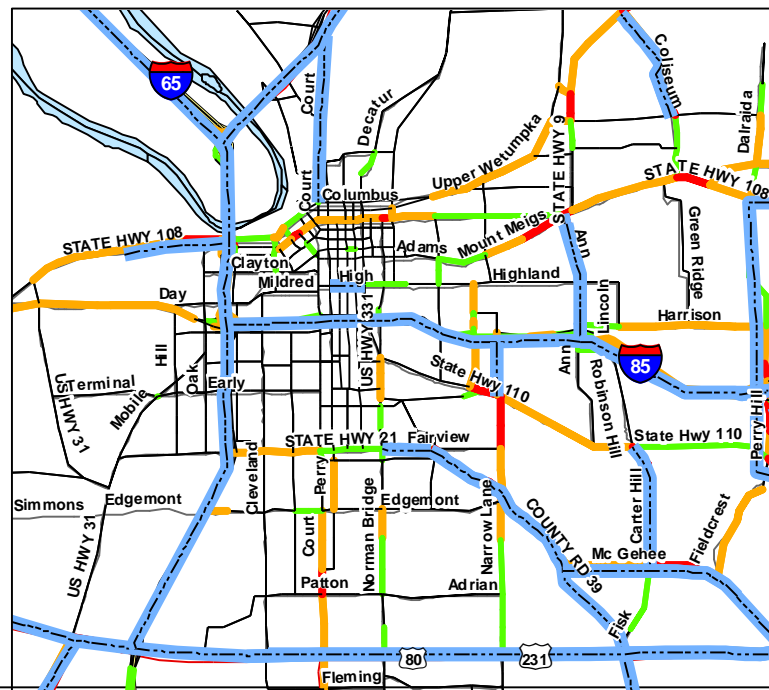 65
Court
Coliseum
Decatur
Dalraida
Upper Wetumpka
STATE HWY 9
STATE HWY 108
Court
Columbus
STATE HWY 108
Mount Meigs
Ann
Green Ridge
Adams
Clayton
Mildred
High
Highland
Day
US HWY 331
Lincoln
Harrison
Hill
Ann
85
US HWY 31
Terminal
Mobile
Oak
Early
State Hwy 110
Robinson Hill
Perry Hill
STATE HWY 21
Fairview
State Hwy 110
Cleveland
Perry
Simmons
Edgemont
Norman Bridge
Edgemont
Narrow Lane
COUNTY RD 39
Carter Hill
Fieldcrest
US HWY 31
Court
Mc Gehee
Patton
Adrian
Fisk
80
231
Fleming